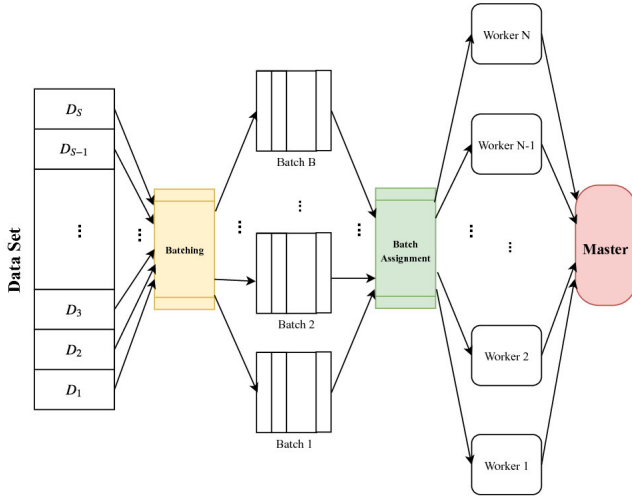 Data Set
D_S
D_{S-1}
...
D_3
D_2
D_1
...
Batching
...
Batch B
...
Batch 2
Batch 1
...
Batch
Assignment
...
Worker N
Worker N-1
...
Worker 2
Worker 1
Master